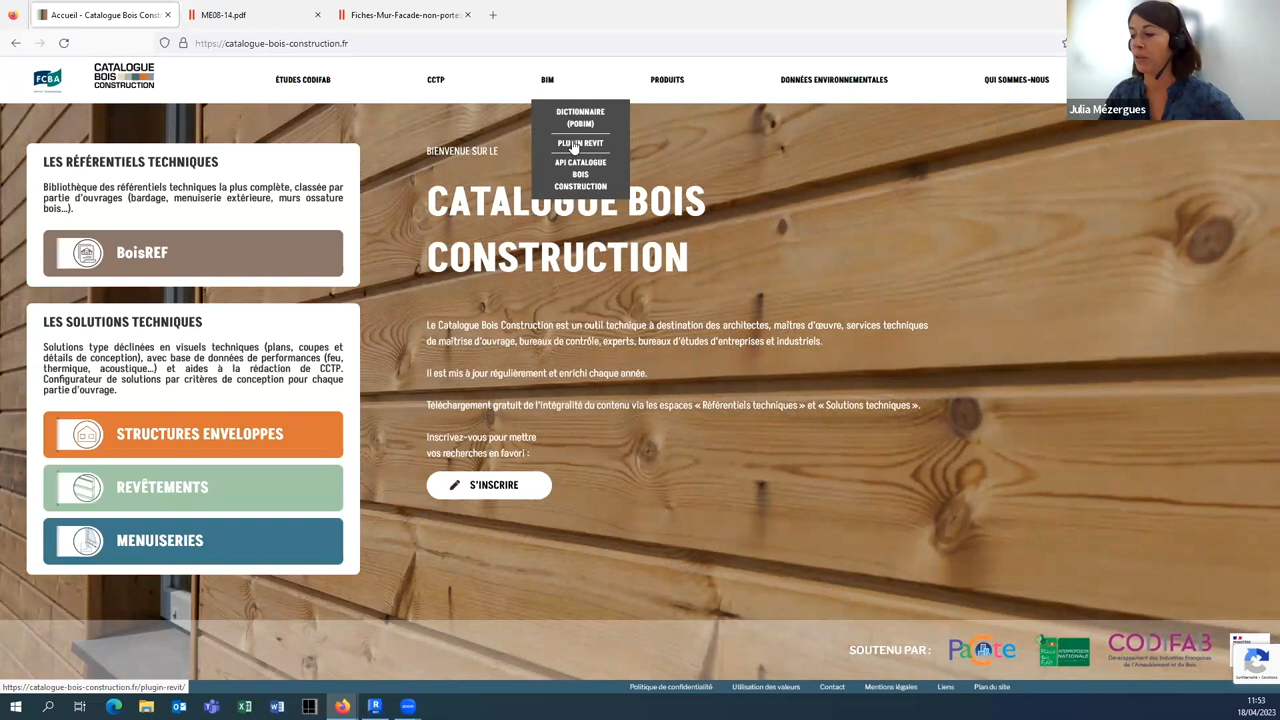 Accueil - Catalogue Bois Const
ME08-14.pdf
Fiches-Mur-Facade-non-porte
https://catalogue-bois-construction.fr
FCBA
CATALOGUE
BOIS
CONSTRUCTION
ÉTUDES CODIFAB
CCTP
BIM
PRODUITS
DONNÉES ENVIRONNEMENTALES
QUI SOMMES-NOUS
Julia Mézergues
DICTIONNAIRE
(POBIM)
PLUGIN REVIT
API CATALOGUE
BOIS
CONSTRUCTION
LES RÉFÉRENTIELS TECHNIQUES
Bibliothèque des référentiels techniques la plus complète, classée par
partie d'ouvrages (bardage, menuiserie extérieure, murs ossature
bois...).
BoisREF
LES SOLUTIONS TECHNIQUES
Solutions type déclinées en visuels techniques (plans, coupes et
détails de conception), avec base de données de performances (feu,
thermique, acoustique...) et aides à la rédaction de CCTP.
Configurateur de solutions par critères de conception pour chaque
partie d'ouvrage.
STRUCTURES ENVELOPPES
REVÊTEMENTS
MENUISERIES
BIENVENUE SUR LE
CATALOGUE BOIS
CONSTRUCTION
Le Catalogue Bois Construction est un outil technique à destination des architectes, maîtres d'œuvre, services techniques
de maîtrise d'ouvrage, bureaux de contrôle, experts, bureaux d'études d'entreprises et industriels.
Il est mis à jour régulièrement et enrichi chaque année.
Téléchargement gratuit de l'intégralité du contenu via les espaces « Référentiels techniques » et « Solutions techniques ».
Inscrivez-vous pour mettre
vos recherches en favori :
S'INSCRIRE
SOUTENU PAR :
PaCte
CODIFAB
Développement des Industries Françaises
de l'Ameublement et du Bois
https://catalogue-bois-construction.fr/plugin-revit/
Politique de confidentialité
Utilisation des valeurs
Contact
Mentions légales
Liens
Plan du site
11:53
18/04/2023